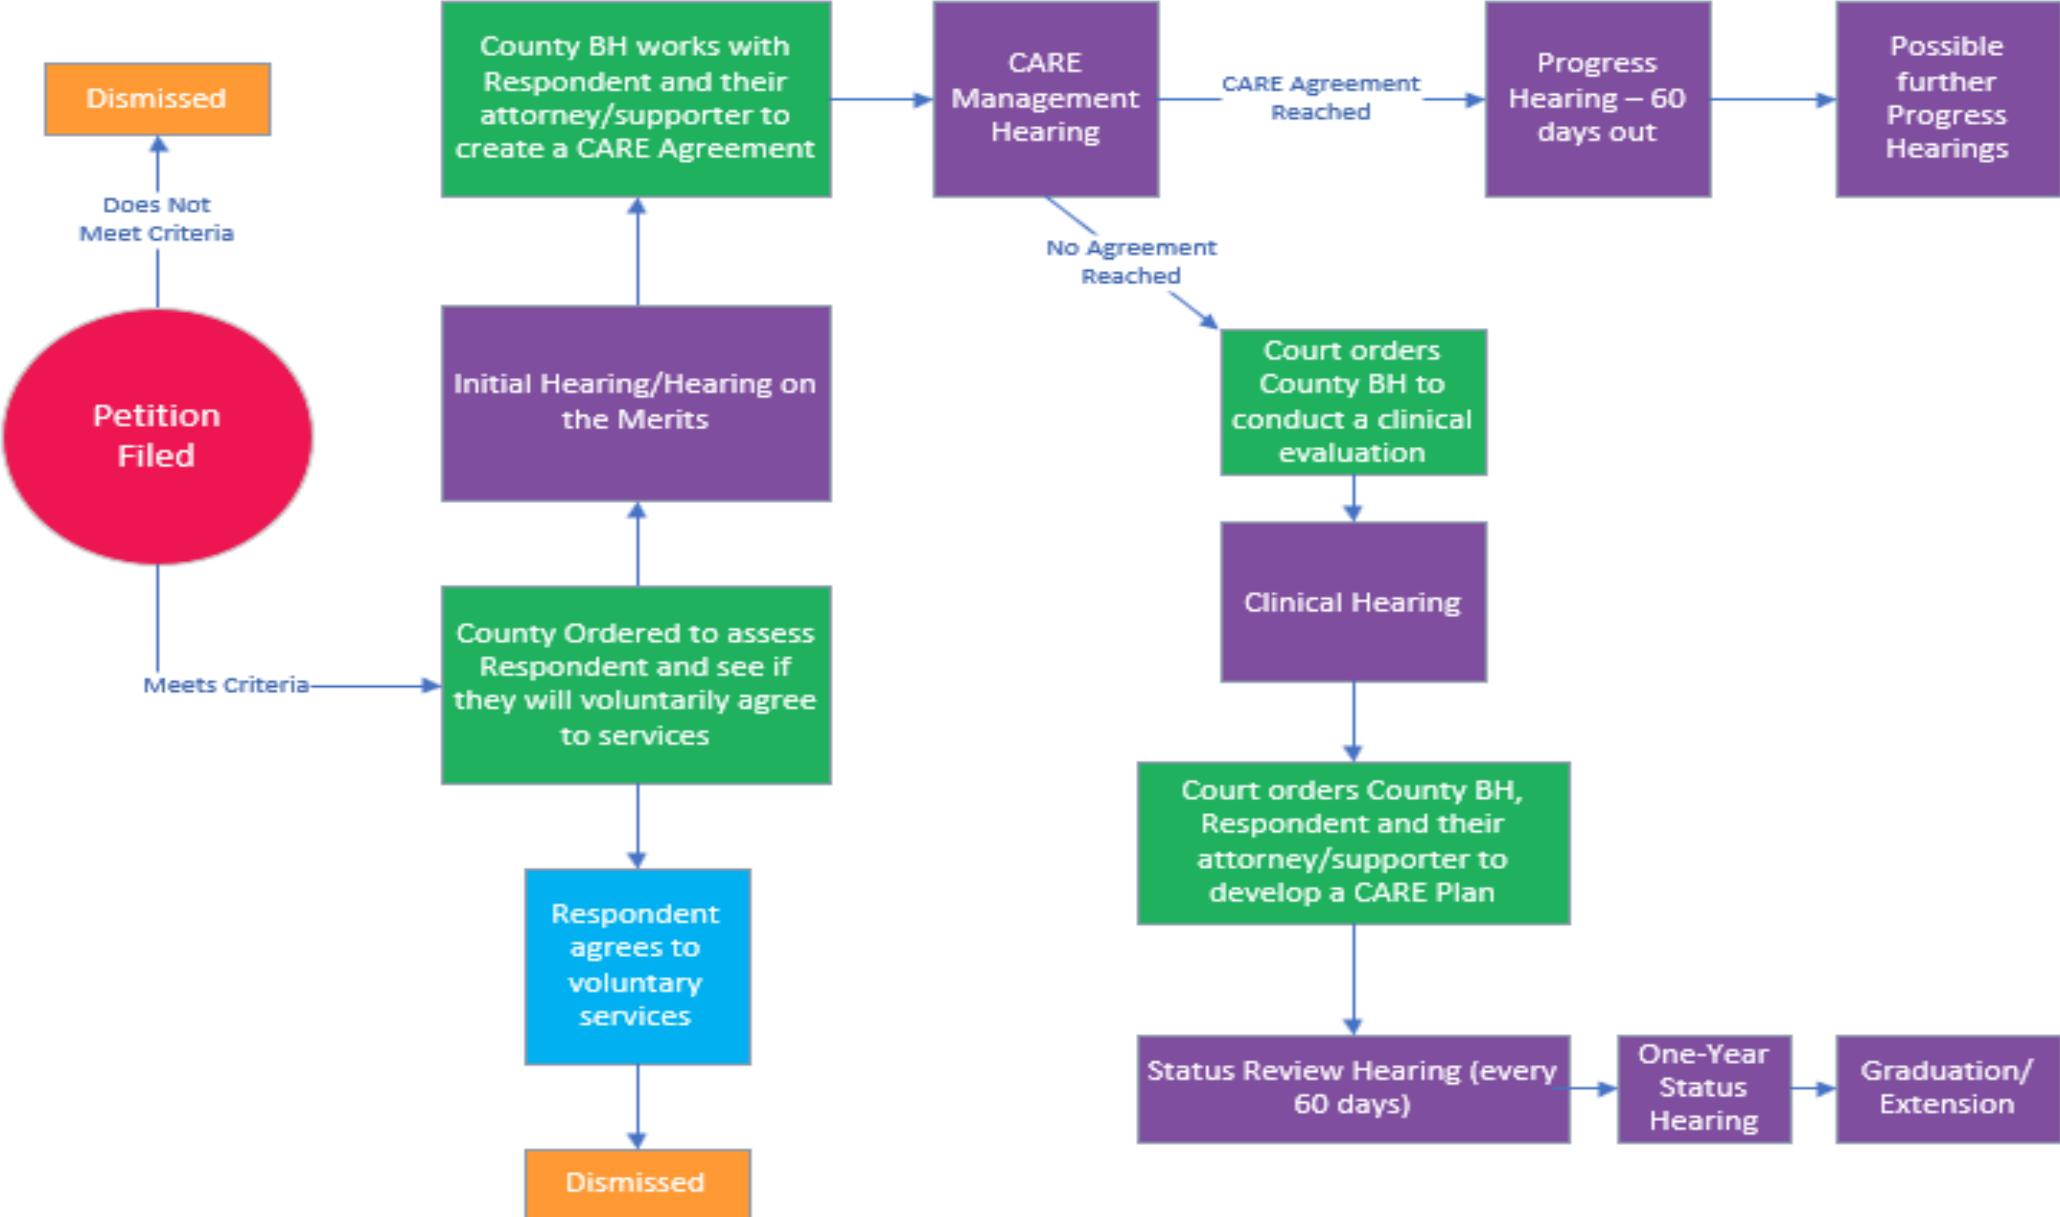 Dismissed
Does Not
Meet Criteria
Petition
Filed
Meets Criteria
County BH works with
Respondent and their
attorney/supporter to
create a CARE Agreement
Initial Hearing/Hearing on
the Merits
County Ordered to assess
Respondent and see if
they will voluntarily agree
to services
Respondent
agrees to
voluntary
services
Dismissed
CARE
Management
Hearing
CARE Agreement
Reached
Progress
Hearing – 60
days out
Possible
further
Progress
Hearings
No Agreement
Reached
Court orders
County BH to
conduct a clinical
evaluation
Clinical Hearing
Court orders County BH,
Respondent and their
attorney/supporter to
develop a CARE Plan
Status Review Hearing (every
60 days)
One-Year
Status
Hearing
Graduation/
Extension